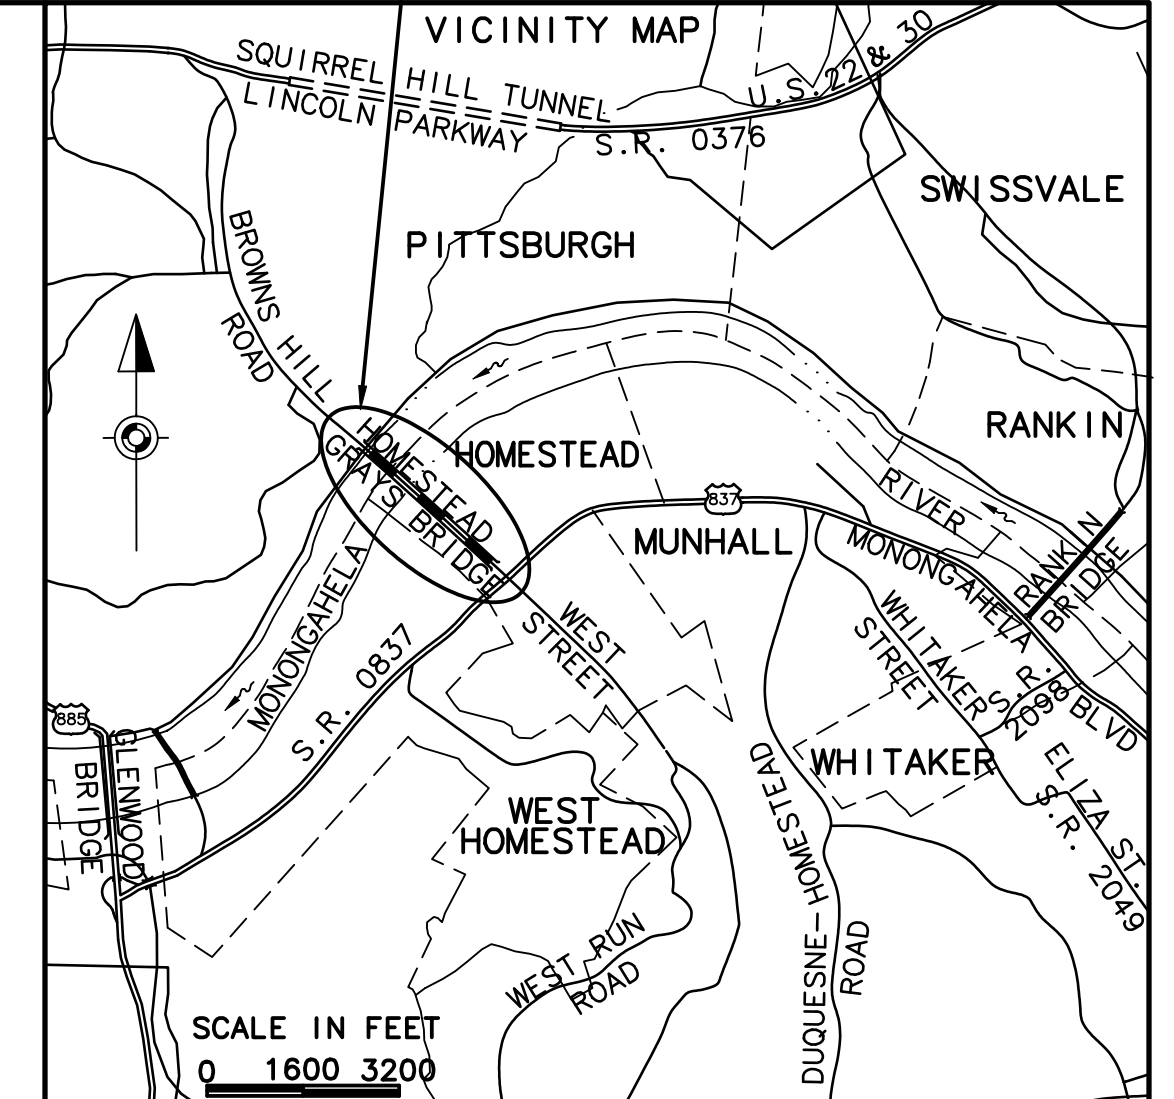 VICINITY MAP
SQUIRREL HILL TUNNEL
LINCOLN PARKWAY
U.S. 22 & 30
S.R. 0376
SWISSVALE
PITTSBURGH
BROWNS HILL
ROAD
RANKIN
HOMESTEAD
HOMESTEAD
GRAYS BRIDGE
RIVER
837
MUNHALL
MONONGAHELA
RANKIN
BRIDGE
MONONGAHELA
BLVD
WEST
STREET
WHITAKER
STREET
S.R. 0837
S.R.
2098
885
GLENWOOD
BRIDGE
WHITAKER
ELIZA ST.
S.R. 2049
WEST
HOMESTEAD
DUQUESNE-HOMESTEAD
ROAD
WEST RUN
ROAD
SCALE IN FEET
0 1600 3200